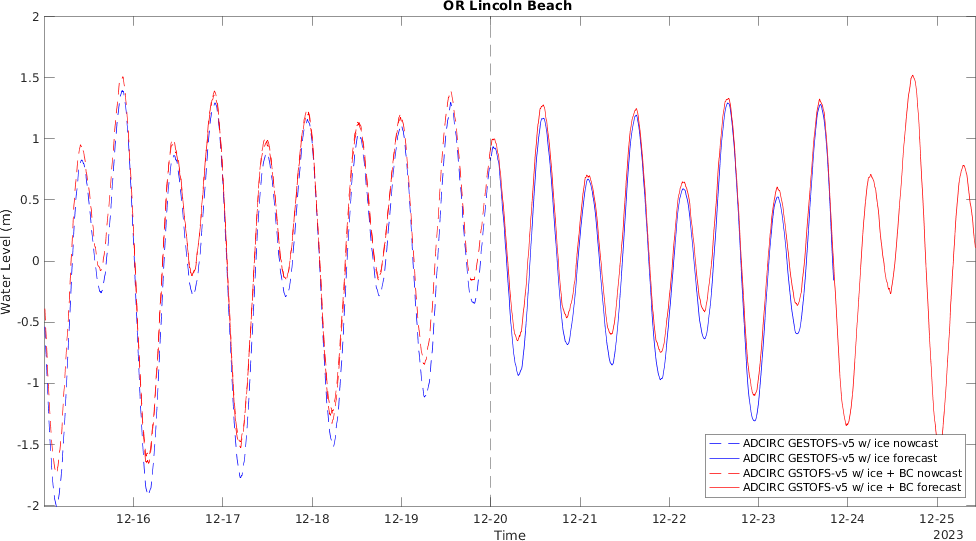 OR Lincoln Beach
2
1.5
1
0.5
0
-0.5
-1
-1.5
-2
Water Level (m)
ADCIRC GESTOFS-v5 w/ ice nowcast
ADCIRC GESTOFS-v5 w/ ice forecast
ADCIRC GSTOFS-v5 w/ ice + BC nowcast
ADCIRC GSTOFS-v5 w/ ice + BC forecast
12-16 12-17 12-18 12-19 12-20 12-21 12-22 12-23 12-24 12-25
Time
2023